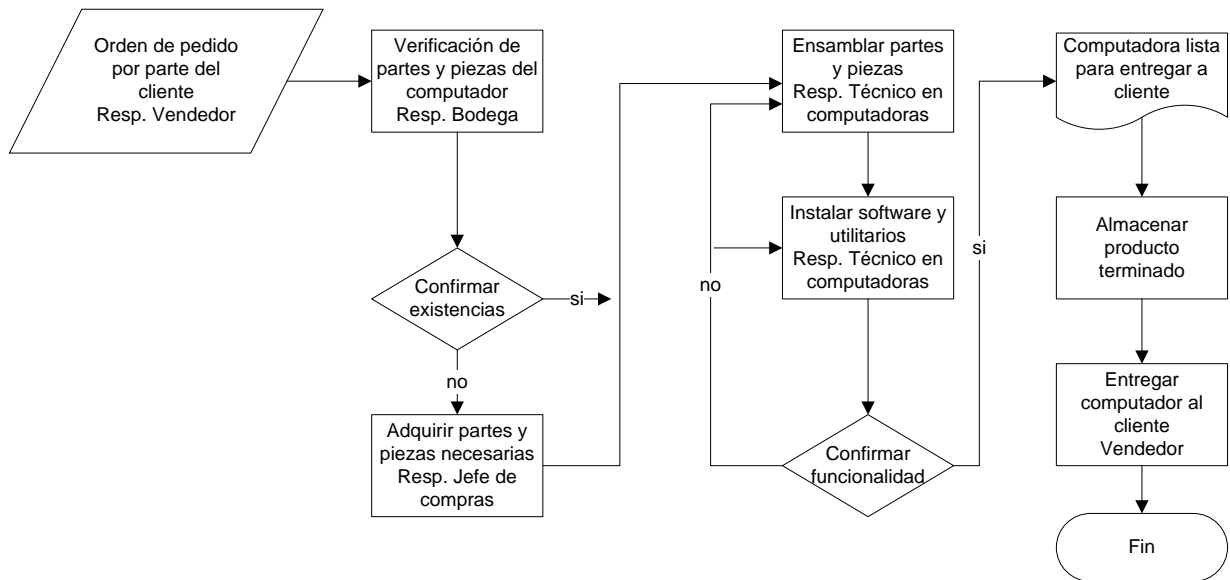 Orden de pedido
por parte del
cliente
Resp. Vendedor
Verificación de
partes y piezas del
computador
Resp. Bodega
Confirmar
existencias
si
no
Adquirir partes y
piezas necesarias
Resp. Jefe de
compras
Ensamblar partes
y piezas
Resp. Técnico en
computadoras
Instalar software y
utilitarios
Resp. Técnico en
computadoras
no
Confirmar
funcionalidad
si
Computadora lista
para entregar a
cliente
Almacenar
producto
terminado
Entregar
computador al
cliente
Vendedor
Fin